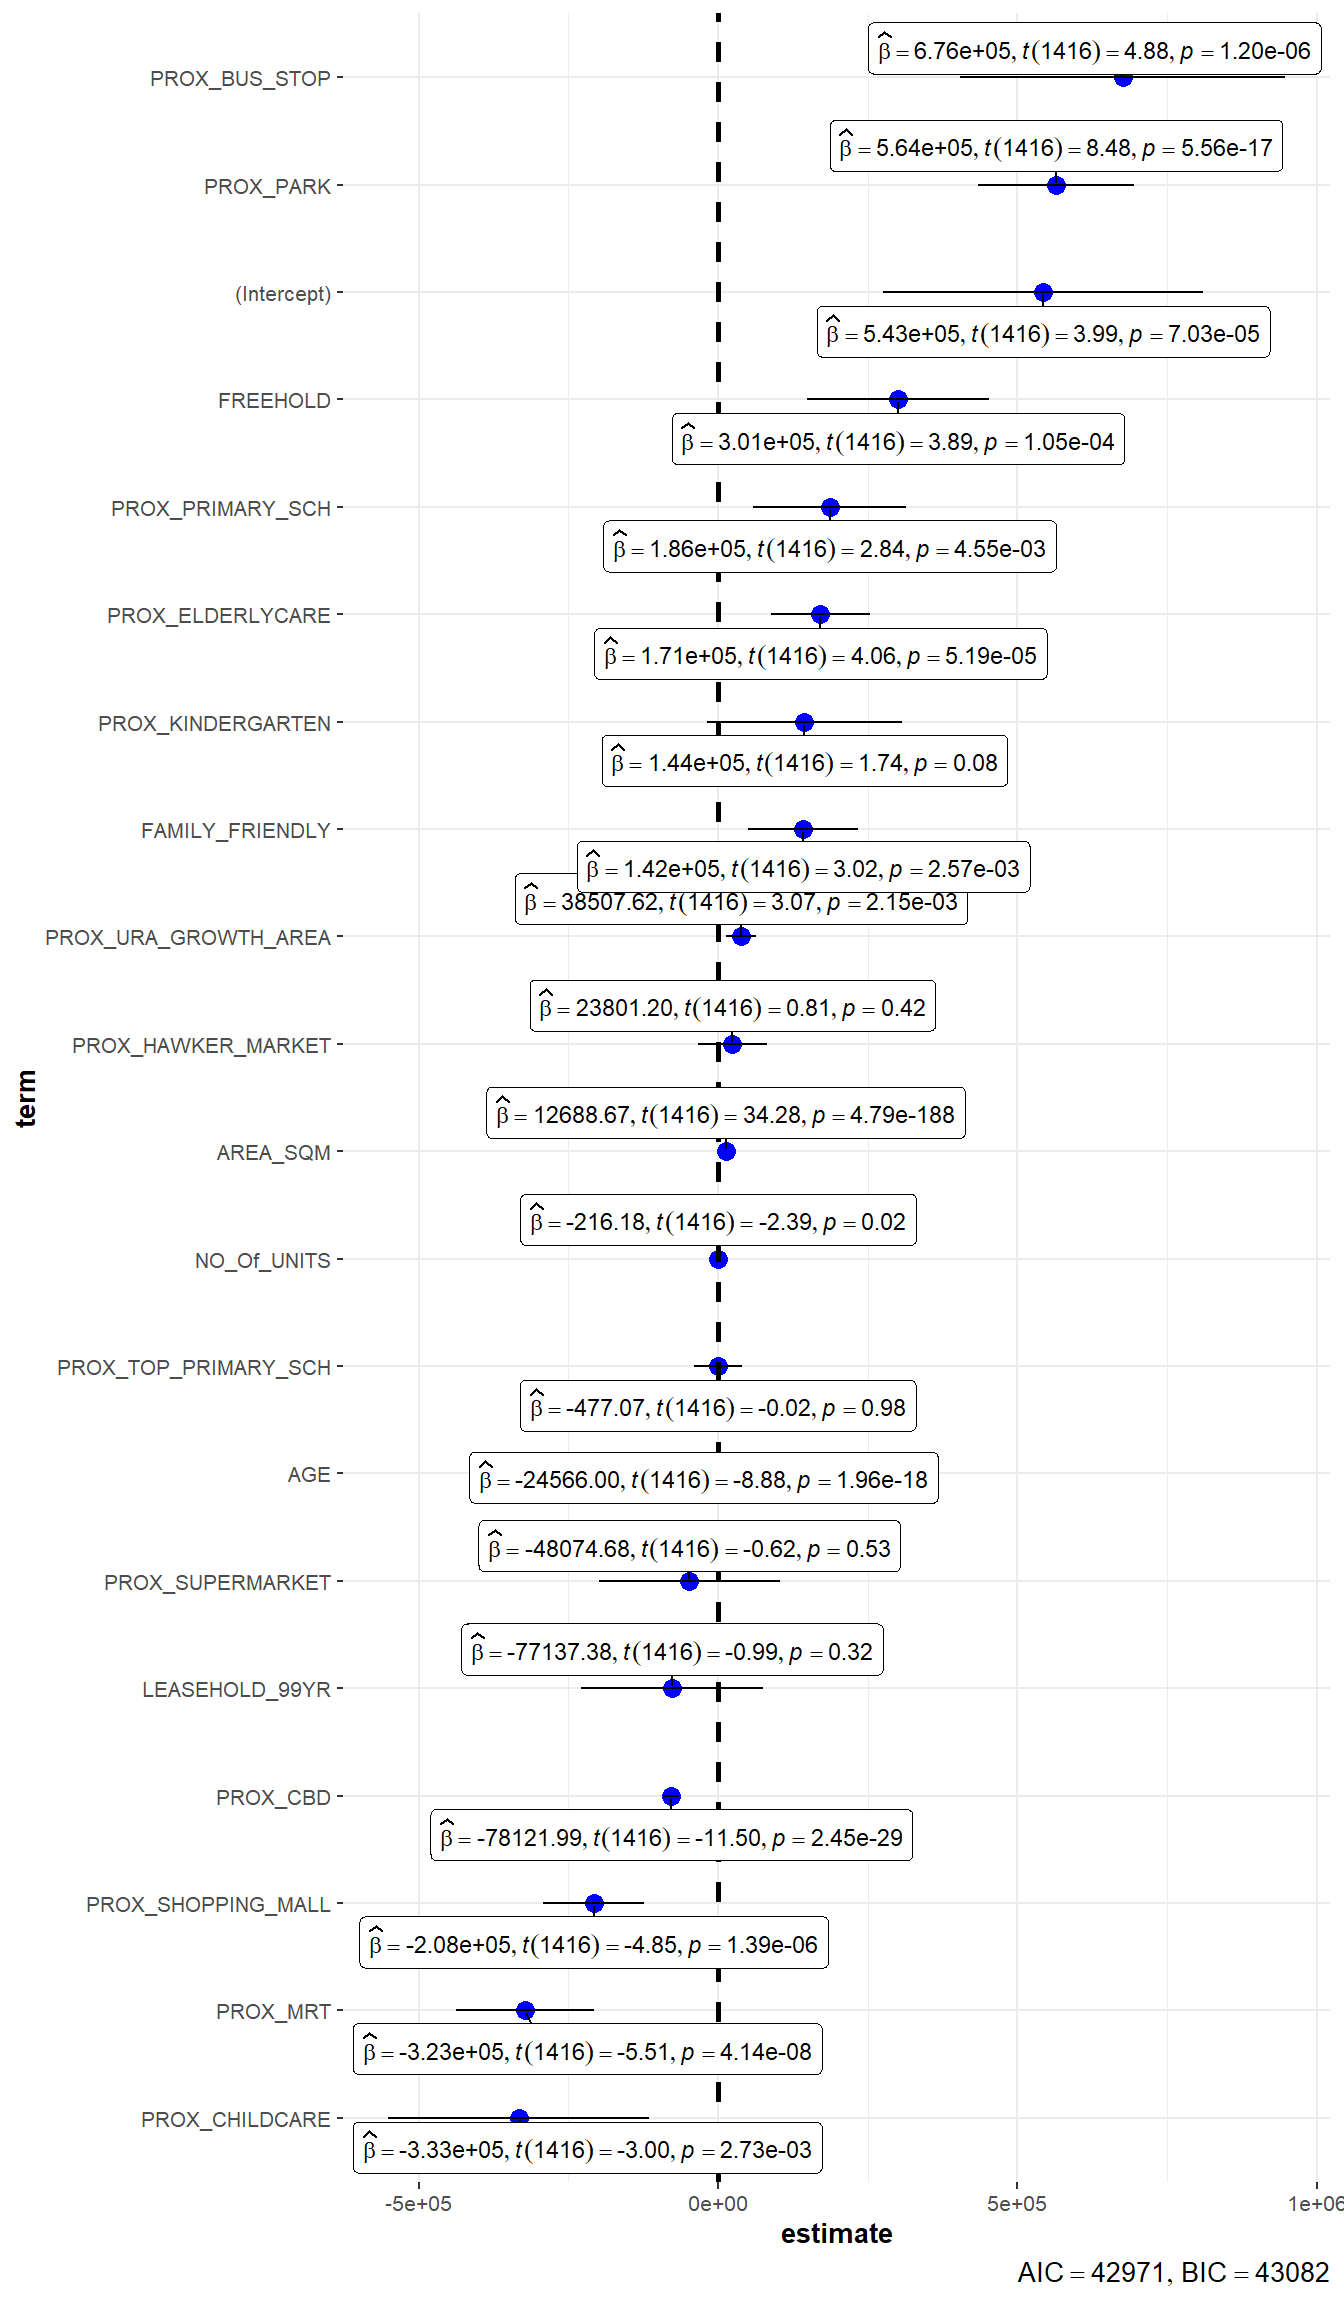 β̂ = 6.76e+05, t(1416) = 4.88, p = 1.20e-06
PROX_BUS_STOP
β̂ = 5.64e+05, t(1416) = 8.48, p = 5.56e-17
PROX_PARK
(Intercept)
β̂ = 5.43e+05, t(1416) = 3.99, p = 7.03e-05
FREEHOLD
β̂ = 3.01e+05, t(1416) = 3.89, p = 1.05e-04
PROX_PRIMARY_SCH
β̂ = 1.86e+05, t(1416) = 2.84, p = 4.55e-03
PROX_ELDERLYCARE
β̂ = 1.71e+05, t(1416) = 4.06, p = 5.19e-05
PROX_KINDERGARTEN
β̂ = 1.44e+05, t(1416) = 1.74, p = 0.08
FAMILY_FRIENDLY
β̂ = 1.42e+05, t(1416) = 3.02, p = 2.57e-03
β̂ = 38507.62, t(1416) = 3.07, p = 2.15e-03
PROX_URA_GROWTH_AREA
β̂ = 23801.20, t(1416) = 0.81, p = 0.42
PROX_HAWKER_MARKET
term
β̂ = 12688.67, t(1416) = 34.28, p = 4.79e-188
AREA_SQM
β̂ = -216.18, t(1416) = -2.39, p = 0.02
NO_Of_UNITS
PROX_TOP_PRIMARY_SCH
β̂ = -477.07, t(1416) = -0.02, p = 0.98
AGE
β̂ = -24566.00, t(1416) = -8.88, p = 1.96e-18
β̂ = -48074.68, t(1416) = -0.62, p = 0.53
PROX_SUPERMARKET
β̂ = -77137.38, t(1416) = -0.99, p = 0.32
LEASEHOLD_99YR
PROX_CBD
β̂ = -78121.99, t(1416) = -11.50, p = 2.45e-29
PROX_SHOPPING_MALL
β̂ = -2.08e+05, t(1416) = -4.85, p = 1.39e-06
PROX_MRT
β̂ = -3.23e+05, t(1416) = -5.51, p = 4.14e-08
PROX_CHILDCARE
β̂ = -3.33e+05, t(1416) = -3.00, p = 2.73e-03
-5e+05 0e+00 5e+05 1e+06
estimate
AIC = 42971, BIC = 43082